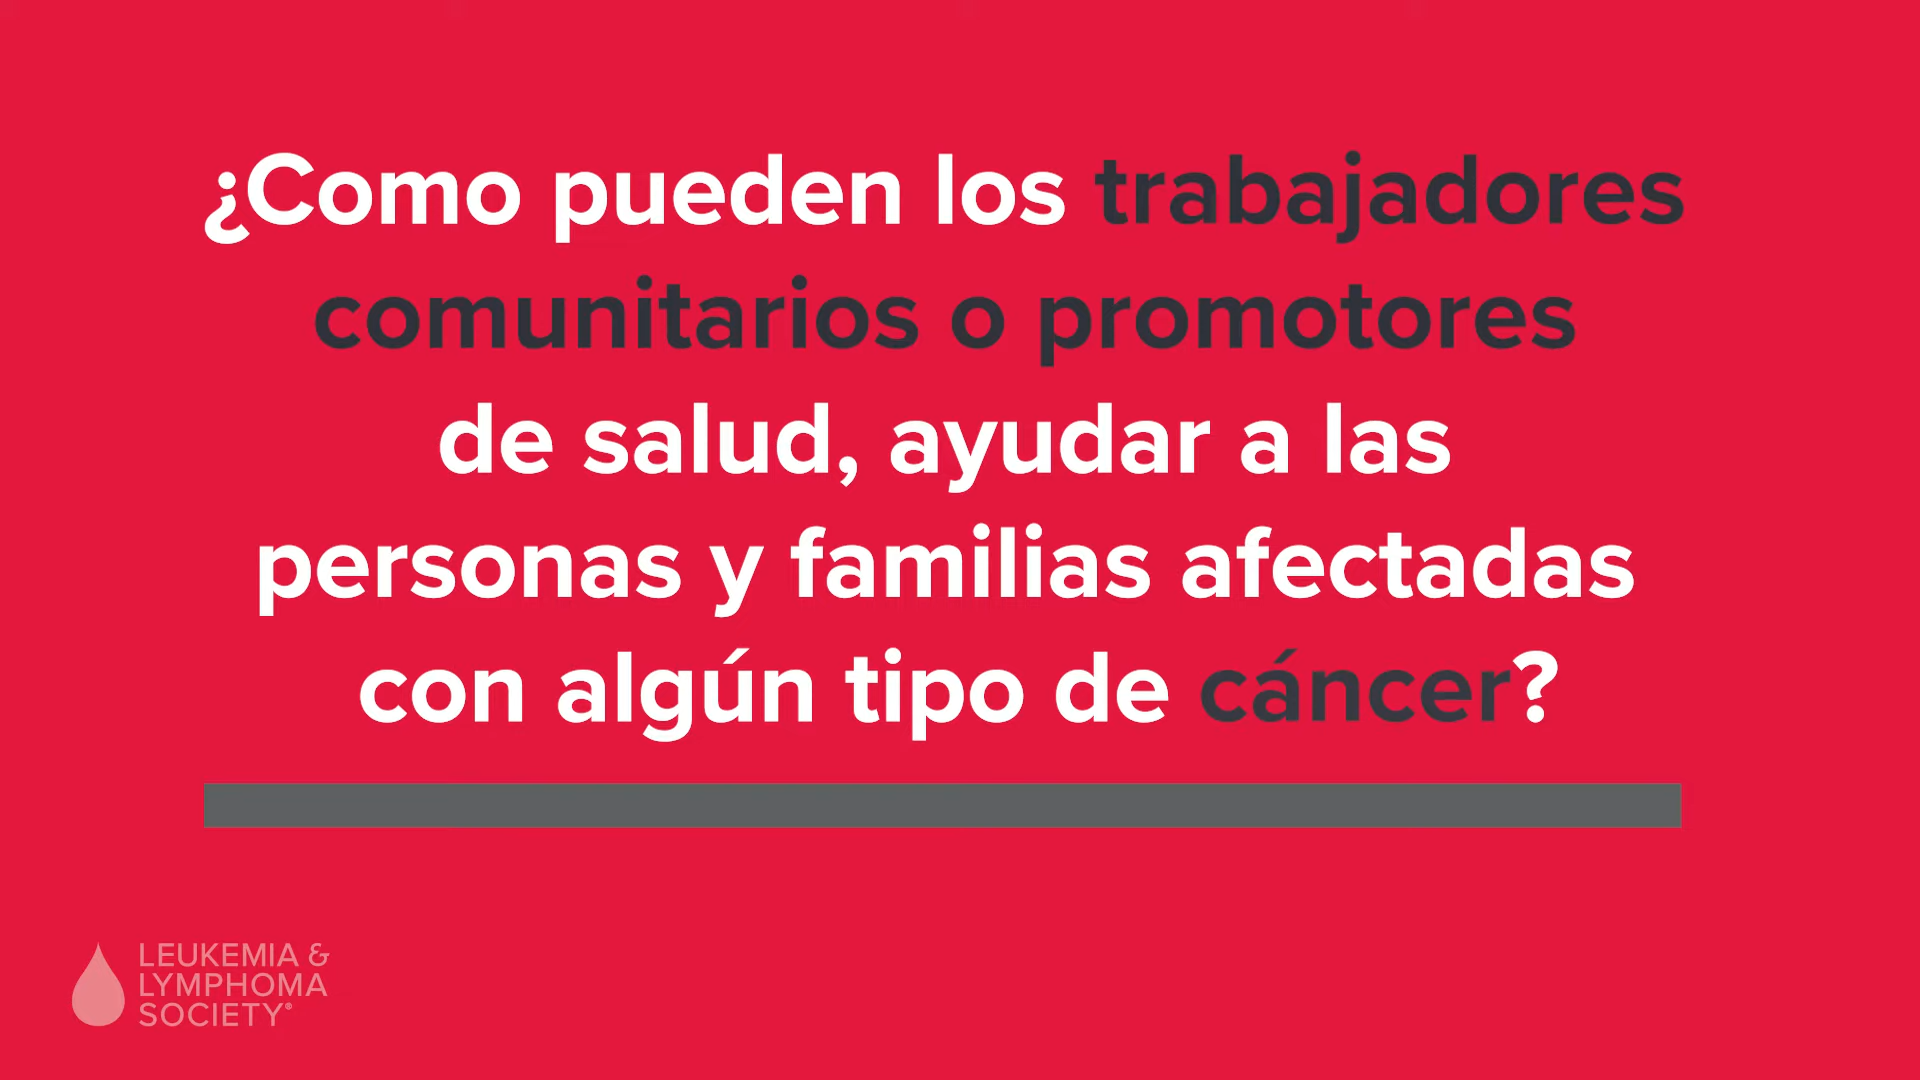 ¿Como pueden los trabajadores
comunitarios o promotores
de salud, ayudar a las
personas y familias afectadas
con algún tipo de cáncer?
LEUKEMIA &
LYMPHOMA
SOCIETY®